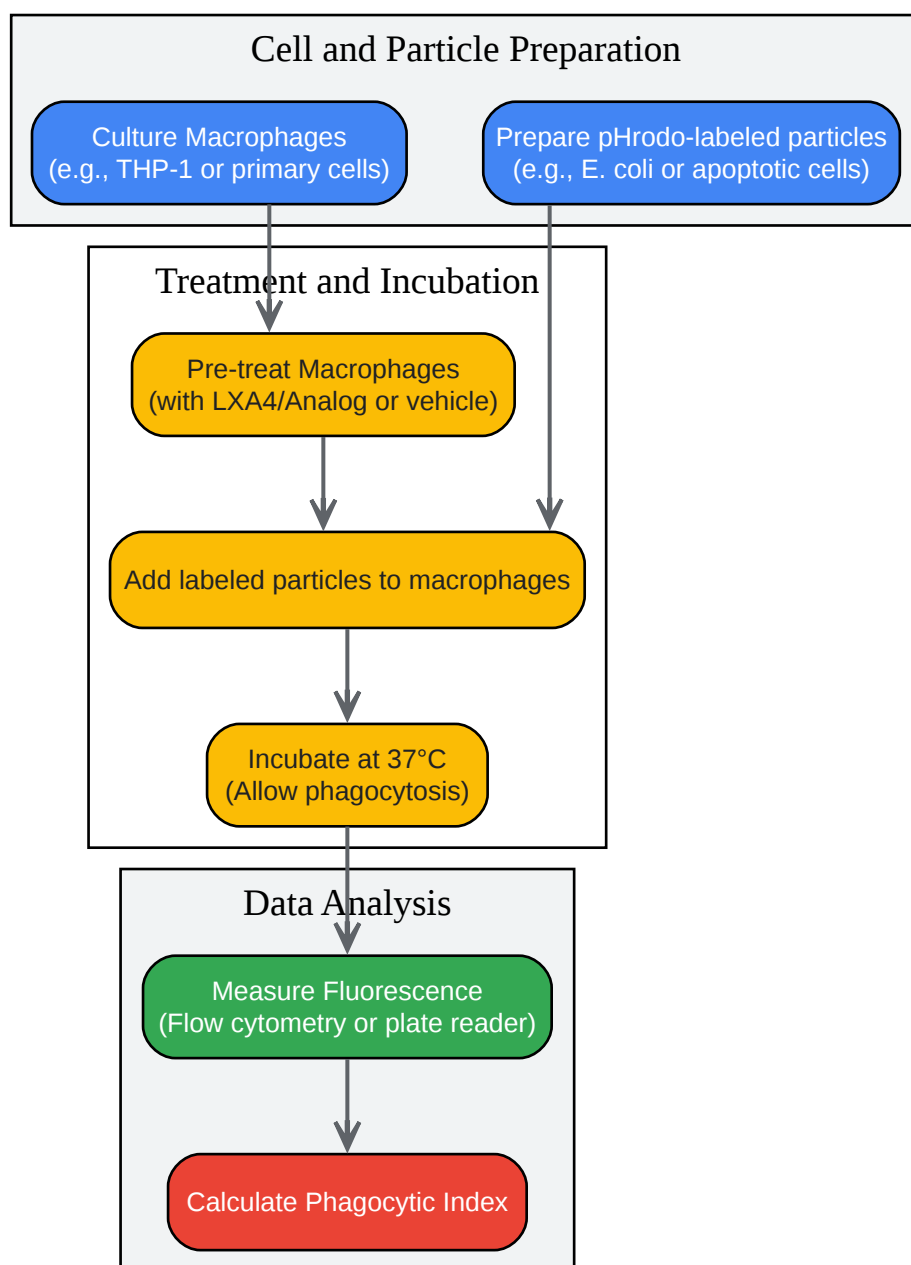 Cell and Particle Preparation
Culture Macrophages
(e.g., THP-1 or primary cells)
Prepare pHrodo-labeled particles
(e.g., E. coli or apoptotic cells)
Treatment and Incubation
Pre-treat Macrophages
(with LXA4/Analog or vehicle)
Add labeled particles to macrophages
Incubate at 37°C
(Allow phagocytosis)
Data Analysis
Measure Fluorescence
(Flow cytometry or plate reader)
Calculate Phagocytic Index